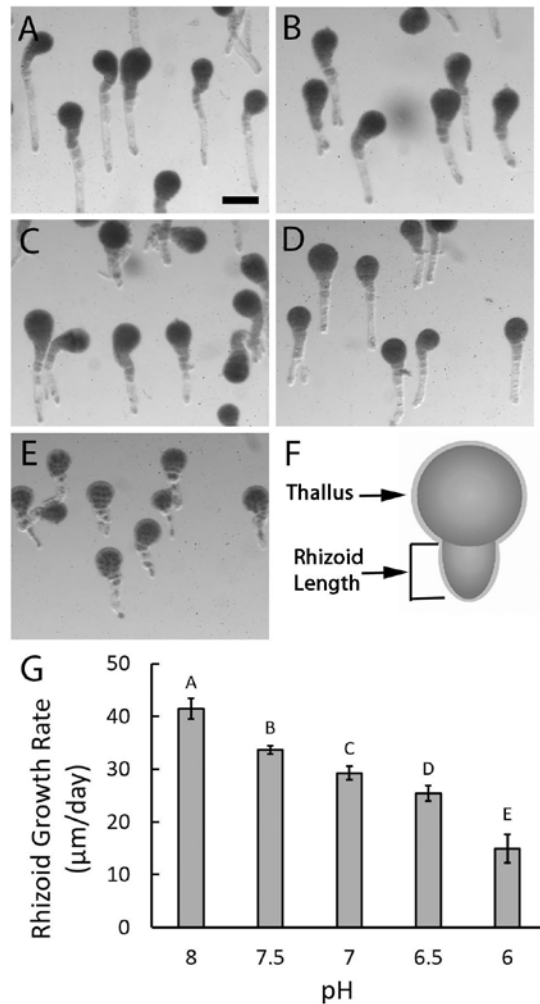 A
B
C
D
E
F
Thallus
Rhizoid
Length
G
Rhizoid Growth Rate
(μm/day)
50
40
30
20
10
0
A
B
C
D
E
8 7.5 7 6.5 6
pH